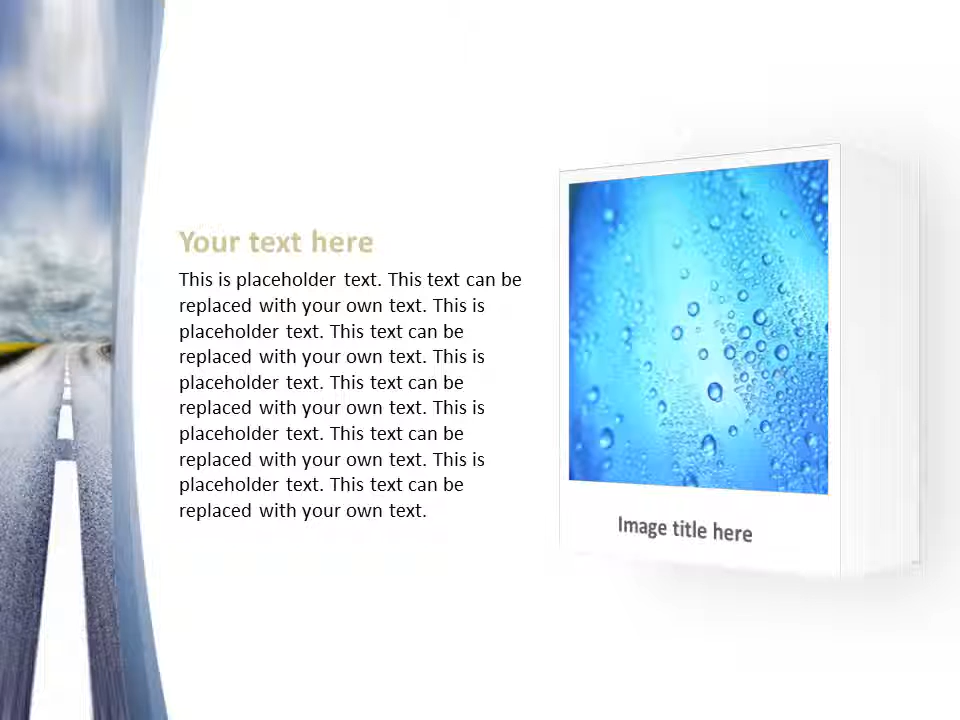 Your text here
This is placeholder text. This text can be
replaced with your own text. This is
placeholder text. This text can be
replaced with your own text. This is
placeholder text. This text can be
replaced with your own text. This is
placeholder text. This text can be
replaced with your own text. This is
placeholder text. This text can be
replaced with your own text.
Image title here